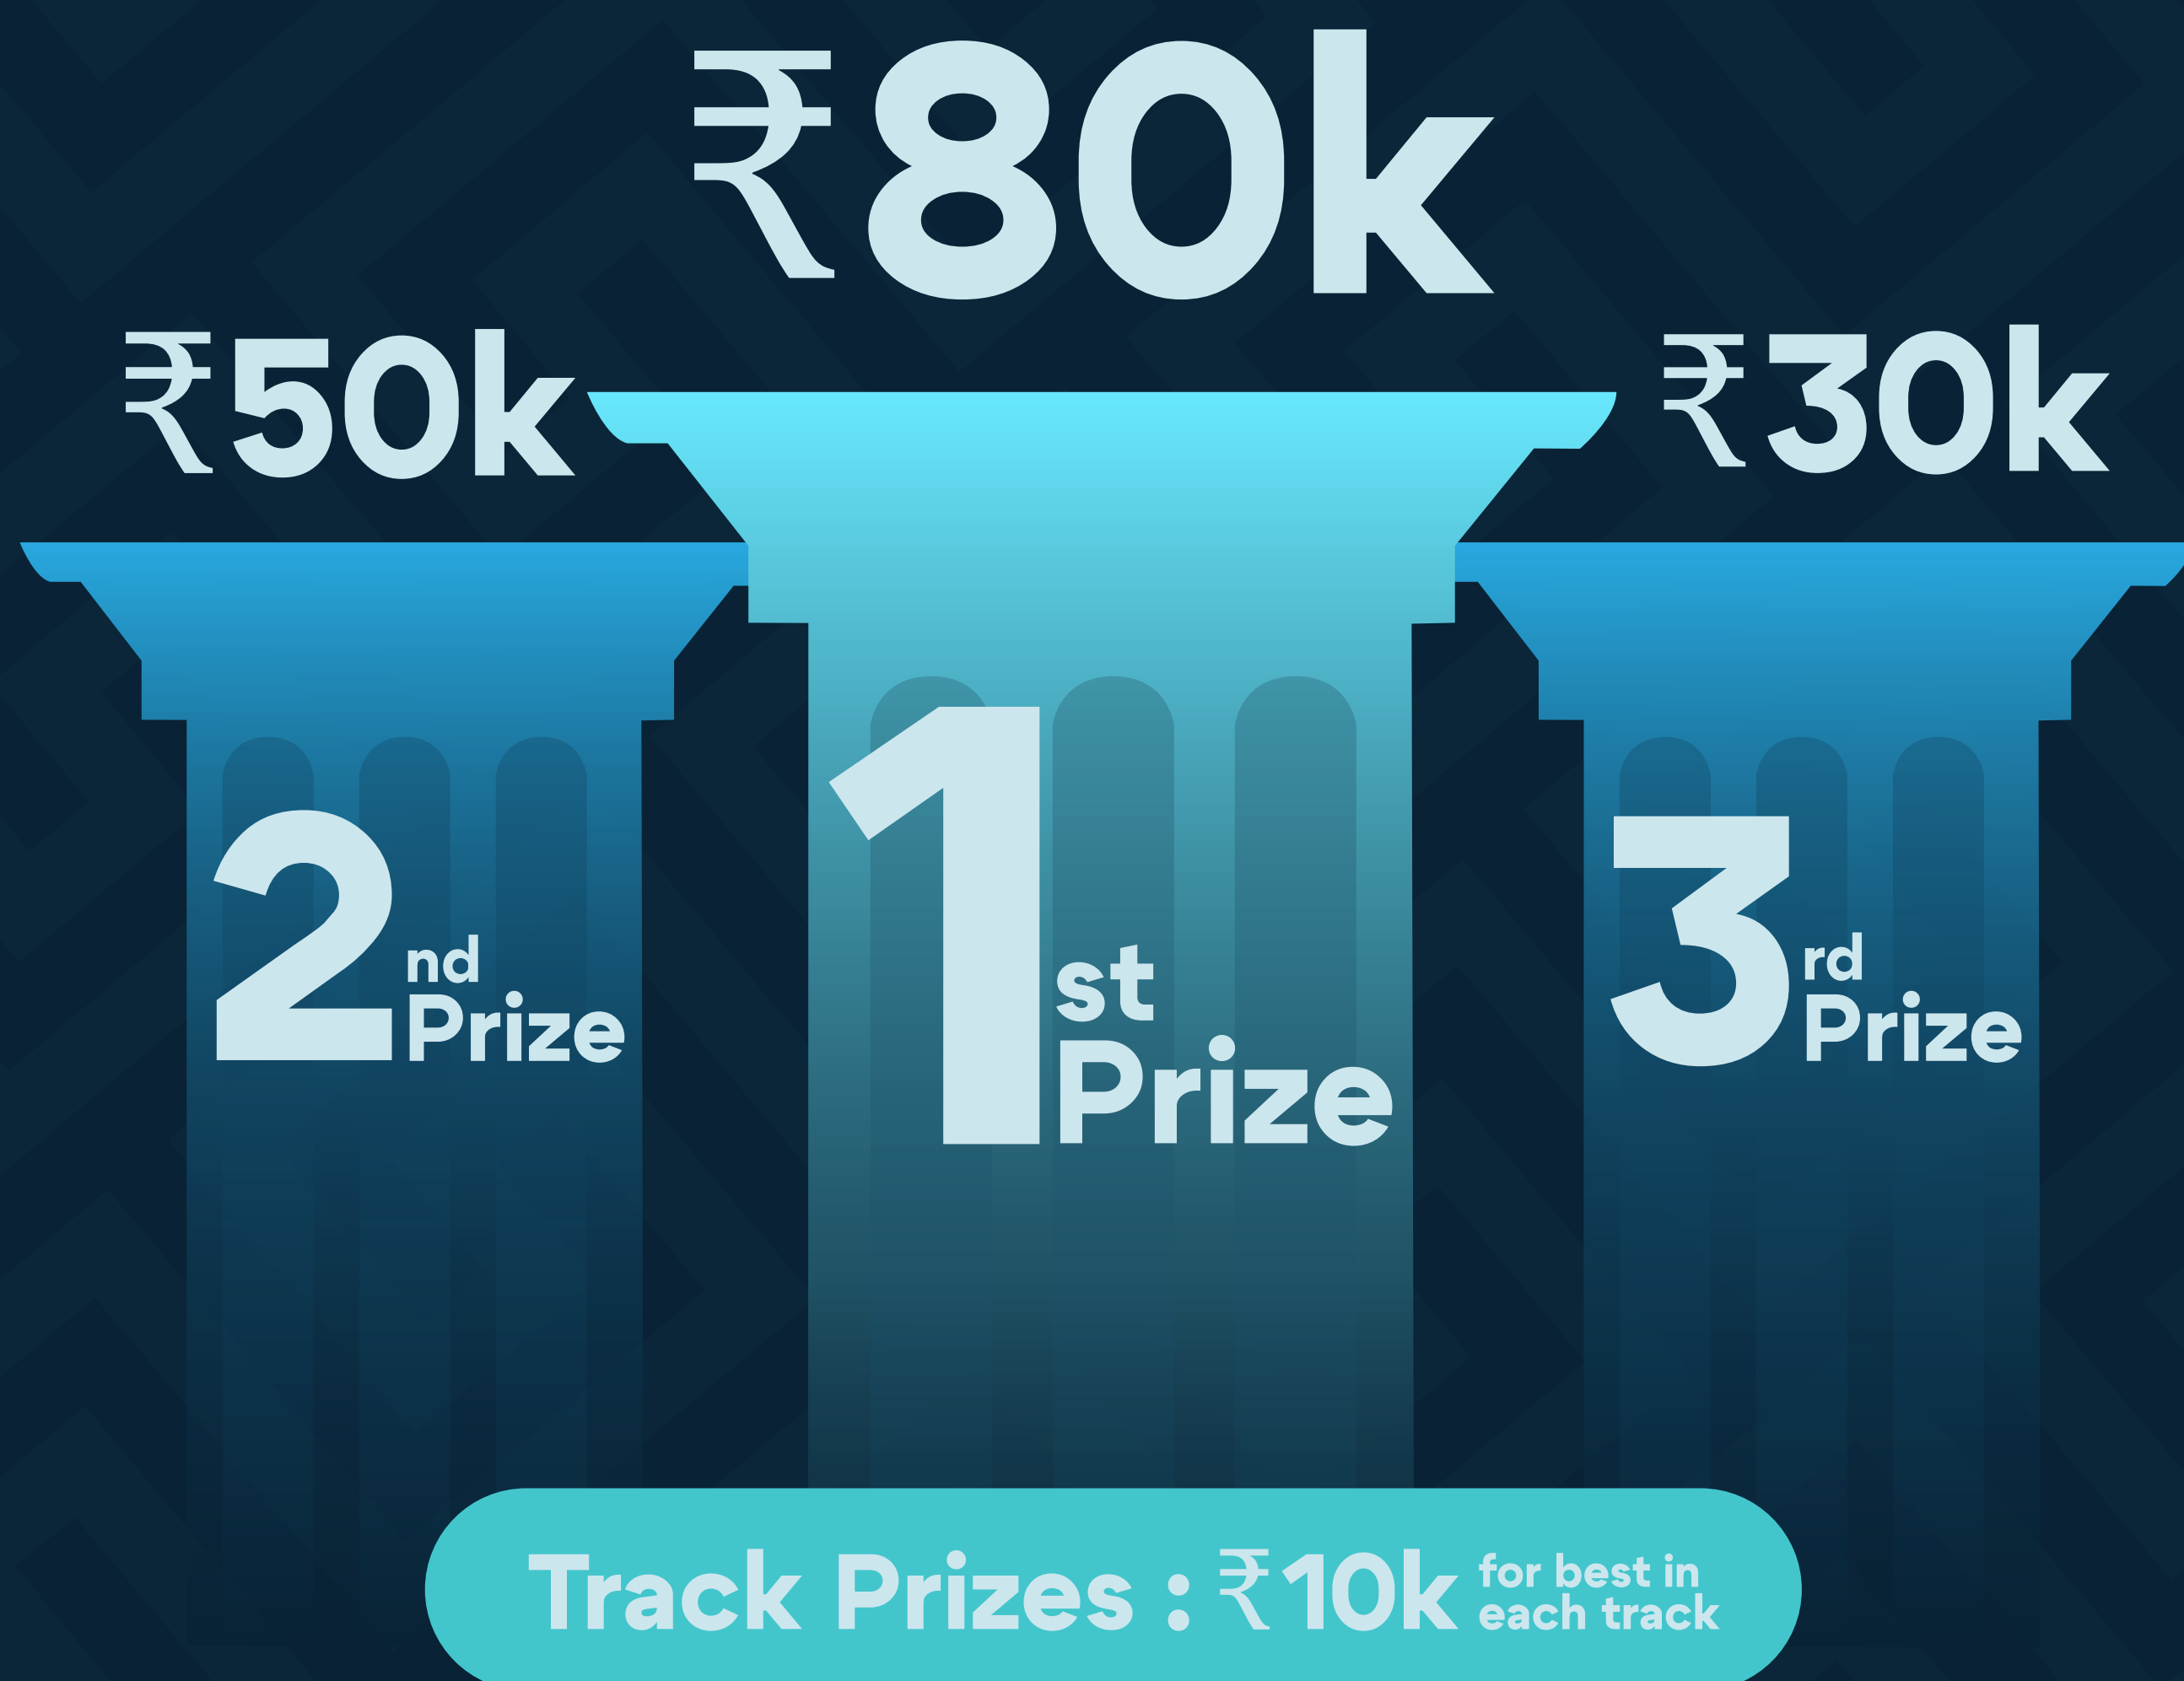 ₹80k
₹50k
₹30k
1st Prize
2nd Prize
3rd Prize
Track Prizes : ₹10k for best in each track